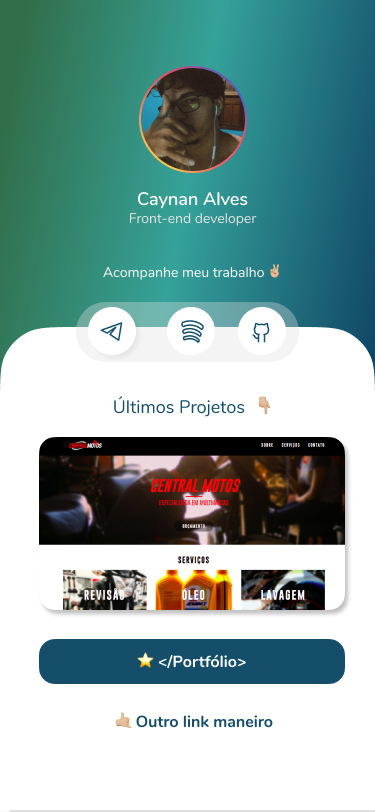 Caynan Alves
Front-end developer
Acompanhe meu trabalho ✌🏼
Últimos Projetos 👇🏼
CENTRAL MOTOS
SOBRE SERVIÇOS CONTATO
CENTRAL MOTOS
ESPECIALISTA EM MULTIMARCAS
ORÇAMENTO
SERVIÇOS
REVISÃO ÓLEO LAVAGEM
⭐ </Portfólio>
🤙🏼 Outro link maneiro